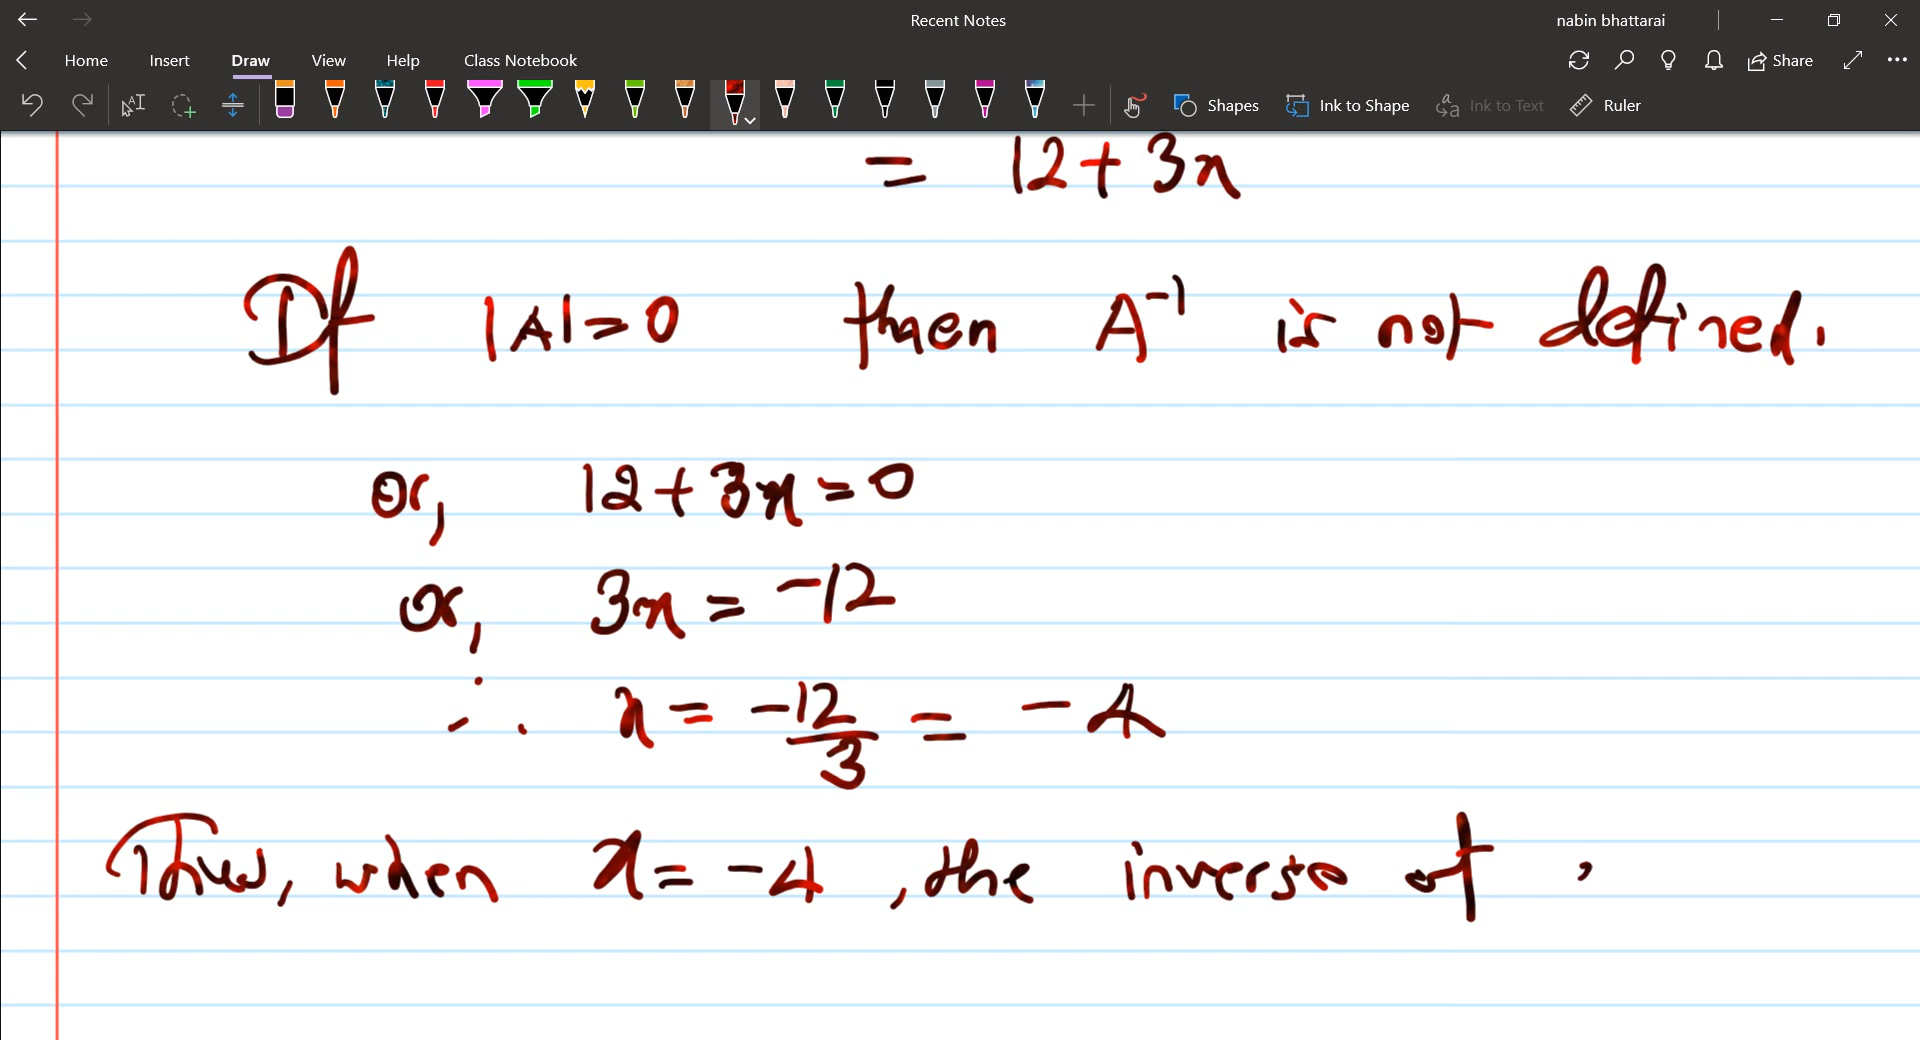 Recent Notes nabin bhattarai
Home Insert Draw View Help Class Notebook Share
Shapes Ink to Shape Ink to Text Ruler
= 12 + 3x
If |A| = 0 then A⁻¹ is not defined.
or, 12 + 3x = 0
or, 3x = -12
∴ x = -12/3 = -4
Thus, when x = -4, the inverse of